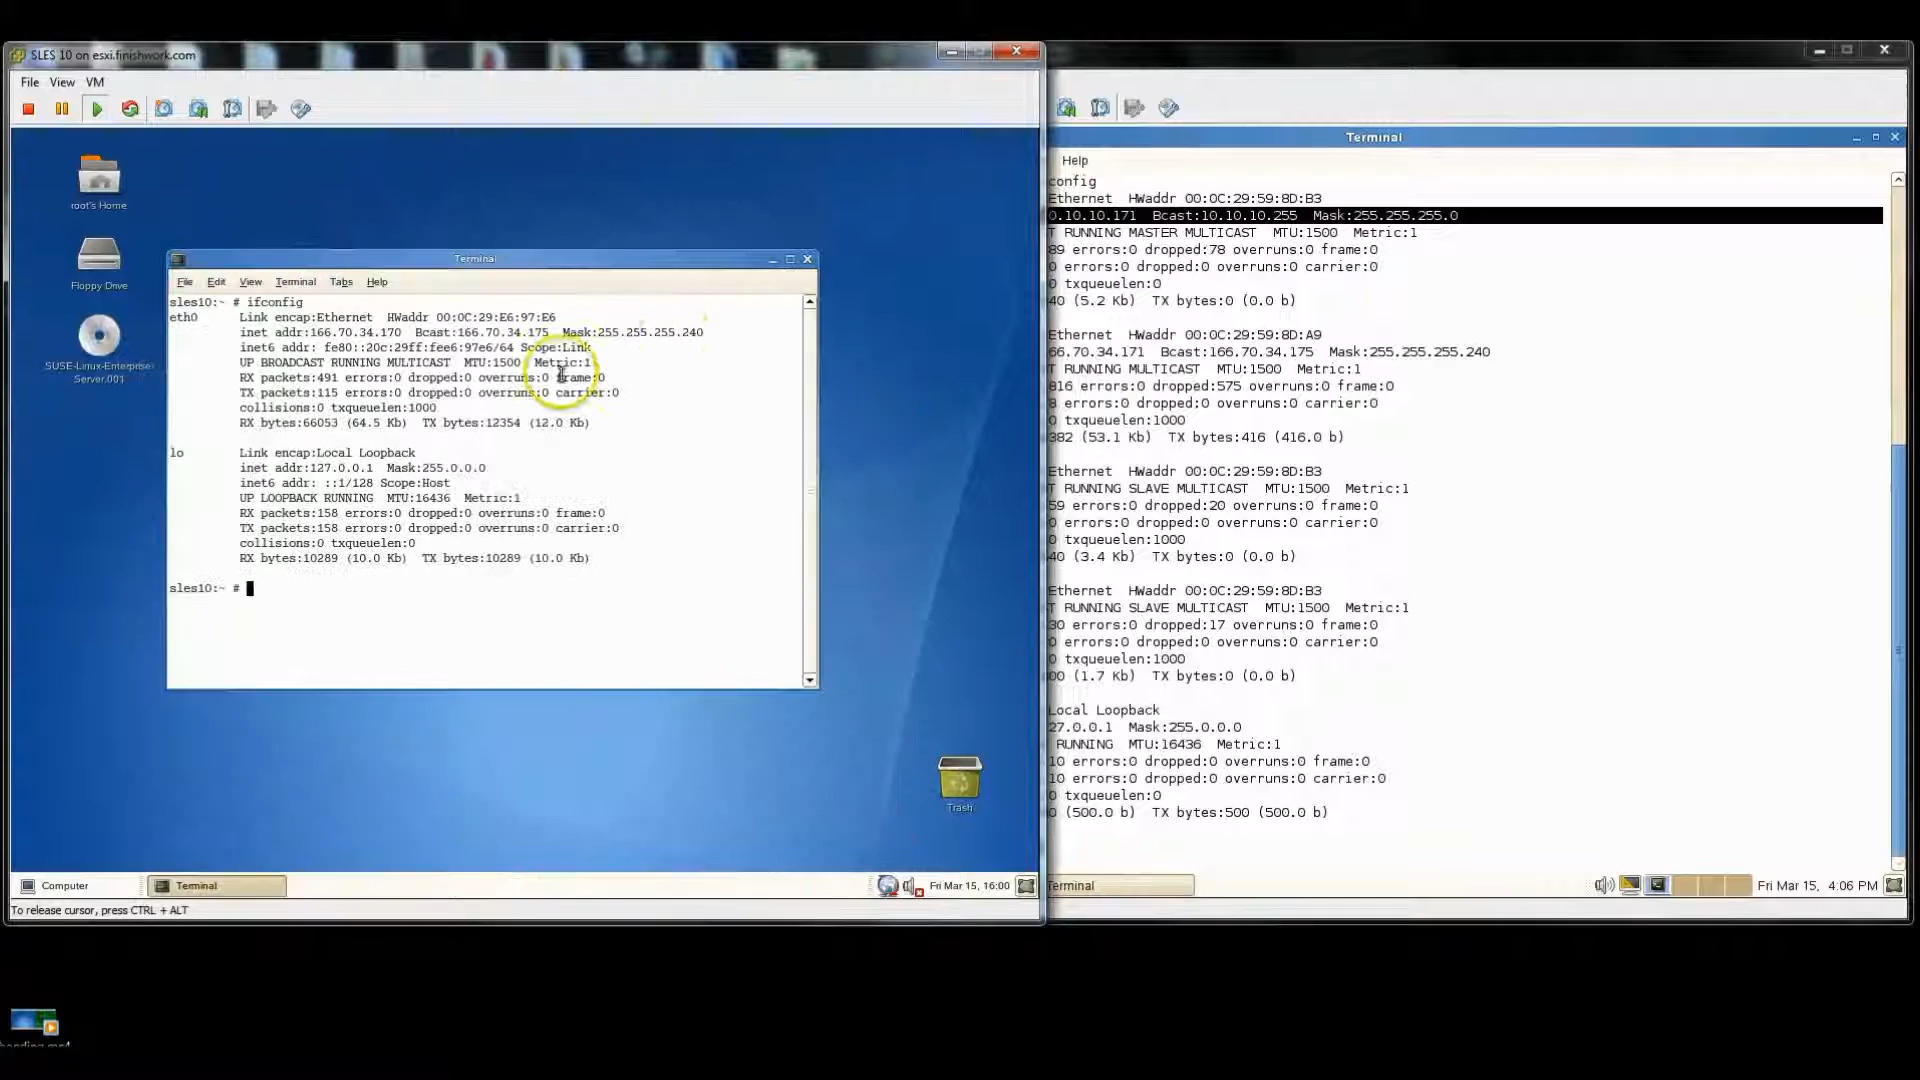 SLES 10 on esxi.finishwork.com
File View VM
root's Home
Floppy Drive
SUSE-Linux-Enterprise-
Server.001
Terminal
File Edit View Terminal Tabs Help
sles10:~ # ifconfig
eth0 Link encap:Ethernet HWaddr 00:0C:29:E6:97:E6
inet addr:166.70.34.170 Bcast:166.70.34.175 Mask:255.255.255.240
inet6 addr: fe80::20c:29ff:fee6:97e6/64 Scope:Link
UP BROADCAST RUNNING MULTICAST MTU:1500 Metric:1
RX packets:491 errors:0 dropped:0 overruns:0 frame:0
TX packets:115 errors:0 dropped:0 overruns:0 carrier:0
collisions:0 txqueuelen:1000
RX bytes:66053 (64.5 Kb) TX bytes:12354 (12.0 Kb)
lo Link encap:Local Loopback
inet addr:127.0.0.1 Mask:255.0.0.0
inet6 addr: ::1/128 Scope:Host
UP LOOPBACK RUNNING MTU:16436 Metric:1
RX packets:158 errors:0 dropped:0 overruns:0 frame:0
TX packets:158 errors:0 dropped:0 overruns:0 carrier:0
collisions:0 txqueuelen:0
RX bytes:10289 (10.0 Kb) TX bytes:10289 (10.0 Kb)
sles10:~ #
Trash
Computer
Terminal
Fri Mar 15, 16:00
To release cursor, press CTRL + ALT
Terminal
Help
config
Ethernet HWaddr 00:0C:29:59:8D:B3
0.10.10.171 Bcast:10.10.10.255 Mask:255.255.255.0
T RUNNING MASTER MULTICAST MTU:1500 Metric:1
89 errors:0 dropped:78 overruns:0 frame:0
0 errors:0 dropped:0 overruns:0 carrier:0
0 txqueuelen:0
40 (5.2 Kb) TX bytes:0 (0.0 b)
Ethernet HWaddr 00:0C:29:59:8D:A9
66.70.34.171 Bcast:166.70.34.175 Mask:255.255.255.240
T RUNNING MULTICAST MTU:1500 Metric:1
816 errors:0 dropped:575 overruns:0 frame:0
8 errors:0 dropped:0 overruns:0 carrier:0
0 txqueuelen:1000
382 (53.1 Kb) TX bytes:416 (416.0 b)
Ethernet HWaddr 00:0C:29:59:8D:B3
T RUNNING SLAVE MULTICAST MTU:1500 Metric:1
59 errors:0 dropped:20 overruns:0 frame:0
0 errors:0 dropped:0 overruns:0 carrier:0
0 txqueuelen:1000
40 (3.4 Kb) TX bytes:0 (0.0 b)
Ethernet HWaddr 00:0C:29:59:8D:B3
T RUNNING SLAVE MULTICAST MTU:1500 Metric:1
30 errors:0 dropped:17 overruns:0 frame:0
0 errors:0 dropped:0 overruns:0 carrier:0
0 txqueuelen:1000
00 (1.7 Kb) TX bytes:0 (0.0 b)
Local Loopback
27.0.0.1 Mask:255.0.0.0
RUNNING MTU:16436 Metric:1
10 errors:0 dropped:0 overruns:0 frame:0
10 errors:0 dropped:0 overruns:0 carrier:0
0 txqueuelen:0
0 (500.0 b) TX bytes:500 (500.0 b)
Terminal
Fri Mar 15, 4:06 PM